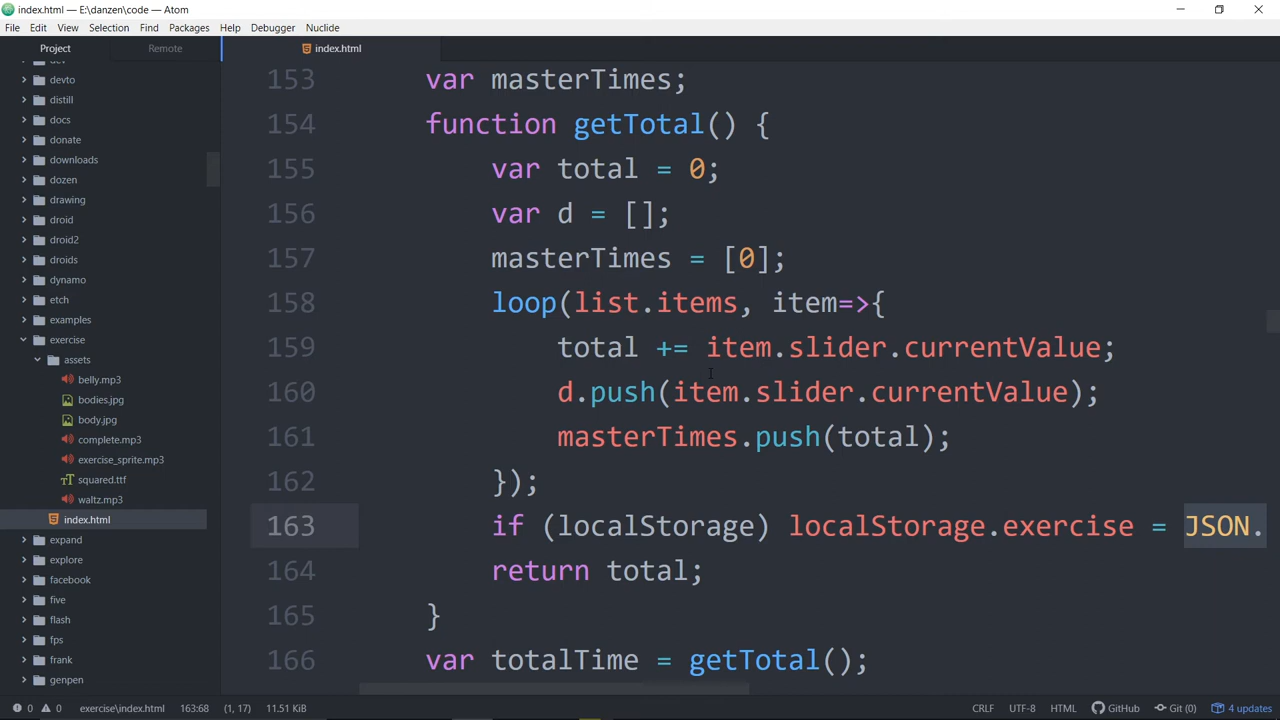 index.html — E:\danzen\code — Atom
File Edit View Selection Find Packages Help Debugger Nuclide
Project Remote
index.html
dev
devto
distill
docs
donate
downloads
dozen
drawing
droid
droid2
droids
dynamo
etch
examples
exercise
assets
belly.mp3
bodies.jpg
body.jpg
complete.mp3
exercise_sprite.mp3
squared.ttf
waltz.mp3
index.html
expand
explore
facebook
five
flash
fps
frank
genpen
153 var masterTimes;
154 function getTotal() {
155 var total = 0;
156 var d = [];
157 masterTimes = [0];
158 loop(list.items, item=>{
159 total += item.slider.currentValue;
160 d.push(item.slider.currentValue);
161 masterTimes.push(total);
162 });
163 if (localStorage) localStorage.exercise = JSON.
164 return total;
165 }
166 var totalTime = getTotal();
0 0 exercise\index.html 163:68 (1, 17) 11.51 KiB CRLF UTF-8 HTML GitHub Git (0) 4 updates